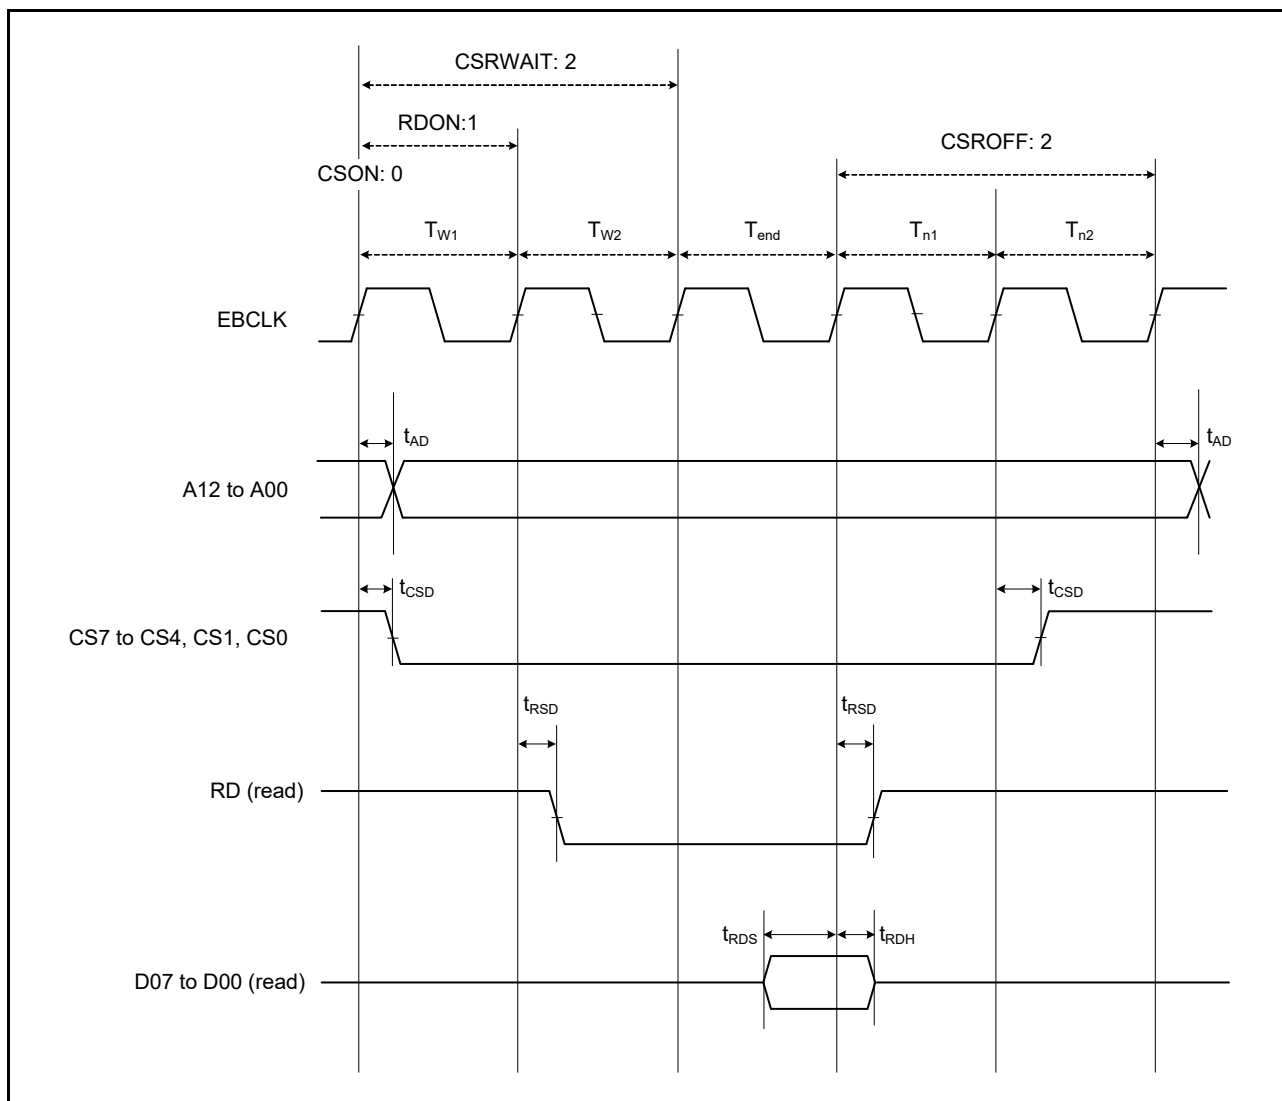 CSRWAIT: 2
RDON:1
CSROFF: 2
CSON: 0
TW1 TW2 Tend Tn1 Tn2
EBCLK
tAD tAD
A12 to A00
tCSD tCSD
CS7 to CS4, CS1, CS0
tRSD tRSD
RD (read)
tRDS tRDH
D07 to D00 (read)